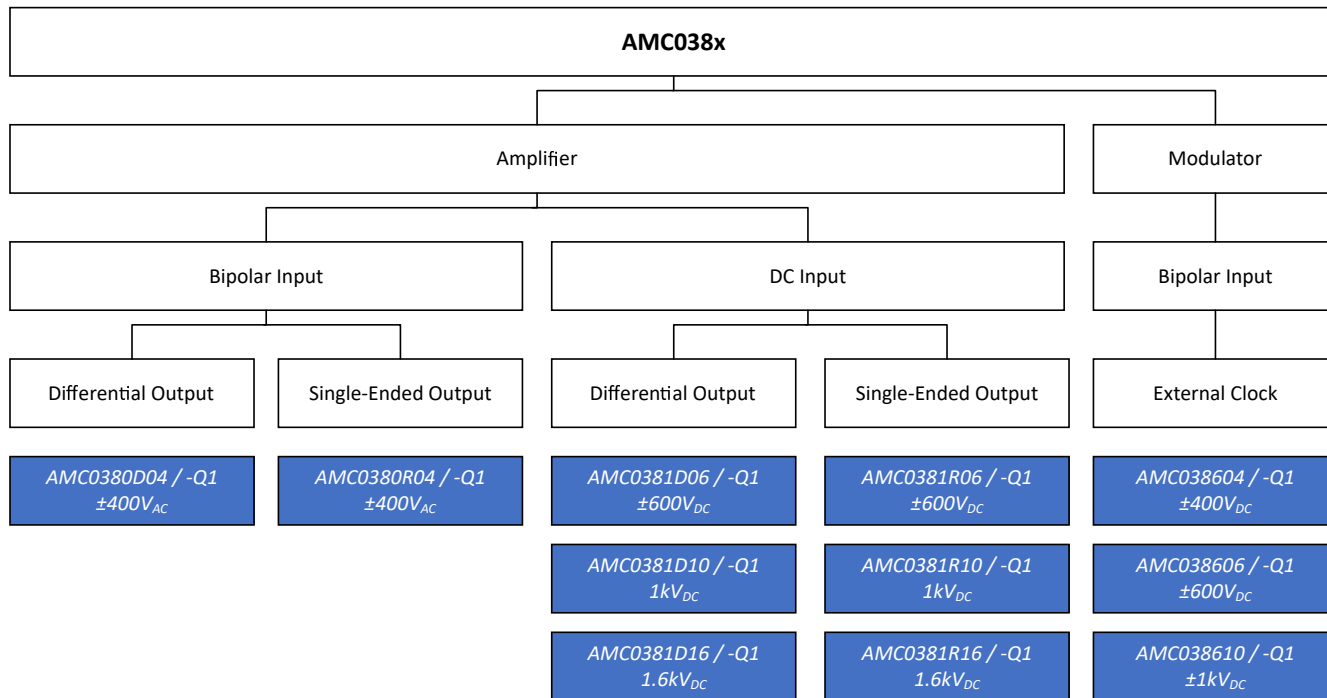 AMC038x
Amplifier
Modulator
Bipolar Input
DC Input
Bipolar Input
Differential Output
Single-Ended Output
Differential Output
Single-Ended Output
External Clock
AMC0380D04 / -Q1
±400VAC
AMC0380R04 / -Q1
±400VAC
AMC0381D06 / -Q1
±600VDC
AMC0381R06 / -Q1
±600VDC
AMC038604 / -Q1
±400VDC
AMC0381D10 / -Q1
1kVDC
AMC0381R10 / -Q1
1kVDC
AMC038606 / -Q1
±600VDC
AMC0381D16 / -Q1
1.6kVDC
AMC0381R16 / -Q1
1.6kVDC
AMC038610 / -Q1
±1kVDC